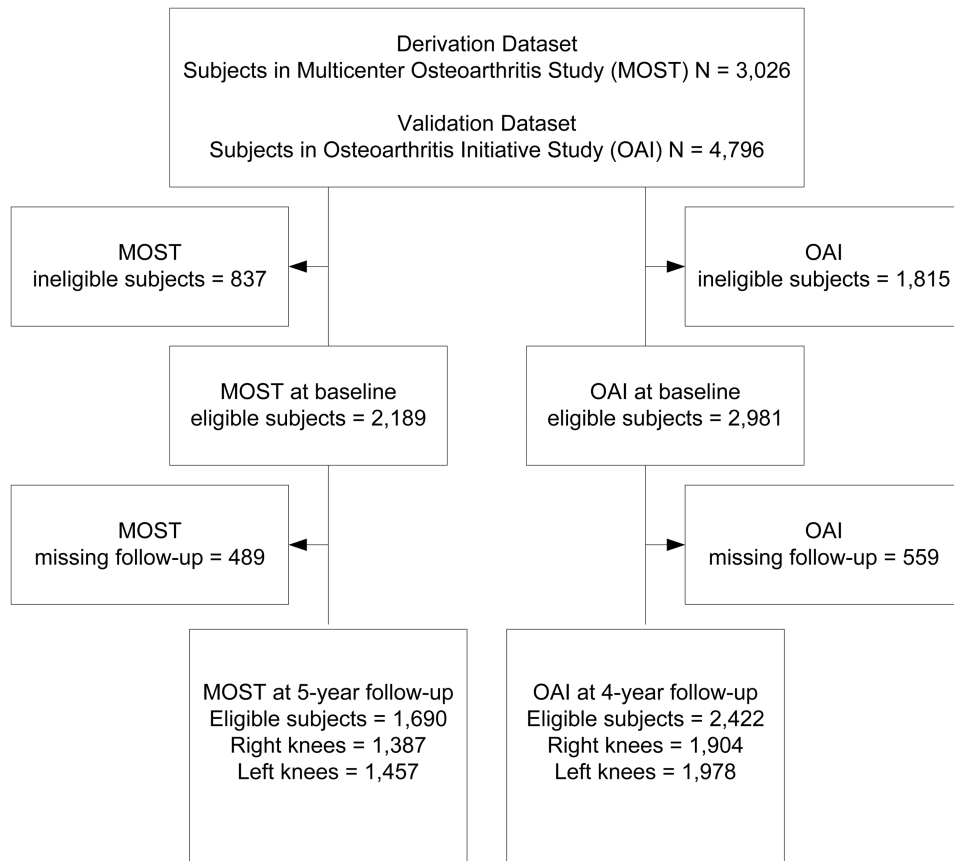 Derivation Dataset
Subjects in Multicenter Osteoarthritis Study (MOST) N = 3,026
Validation Dataset
Subjects in Osteoarthritis Initiative Study (OAI) N = 4,796
MOST
ineligible subjects = 837
OAI
ineligible subjects = 1,815
MOST at baseline
eligible subjects = 2,189
OAI at baseline
eligible subjects = 2,981
MOST
missing follow-up = 489
OAI
missing follow-up = 559
MOST at 5-year follow-up
Eligible subjects = 1,690
Right knees = 1,387
Left knees = 1,457
OAI at 4-year follow-up
Eligible subjects = 2,422
Right knees = 1,904
Left knees = 1,978